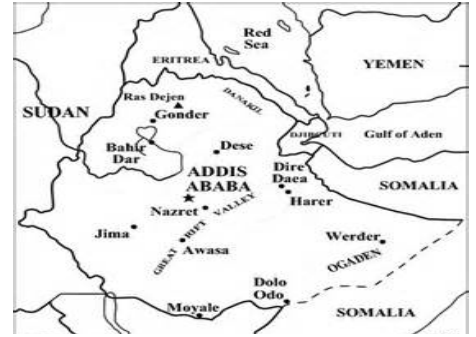 Red
Sea
ERITREA
YEMEN
Ras Dejen
DANAKIL
SUDAN
Gonder
DJIBOUTI
Gulf of Aden
Bahir
Dar
Dese
ADDIS
ABABA
Dire
Daea
SOMALIA
Harer
Nazret
GREAT RIFT VALLEY
Jima
Awasa
Werder
OGADEN
Dolo
Odo
Moyale
SOMALIA